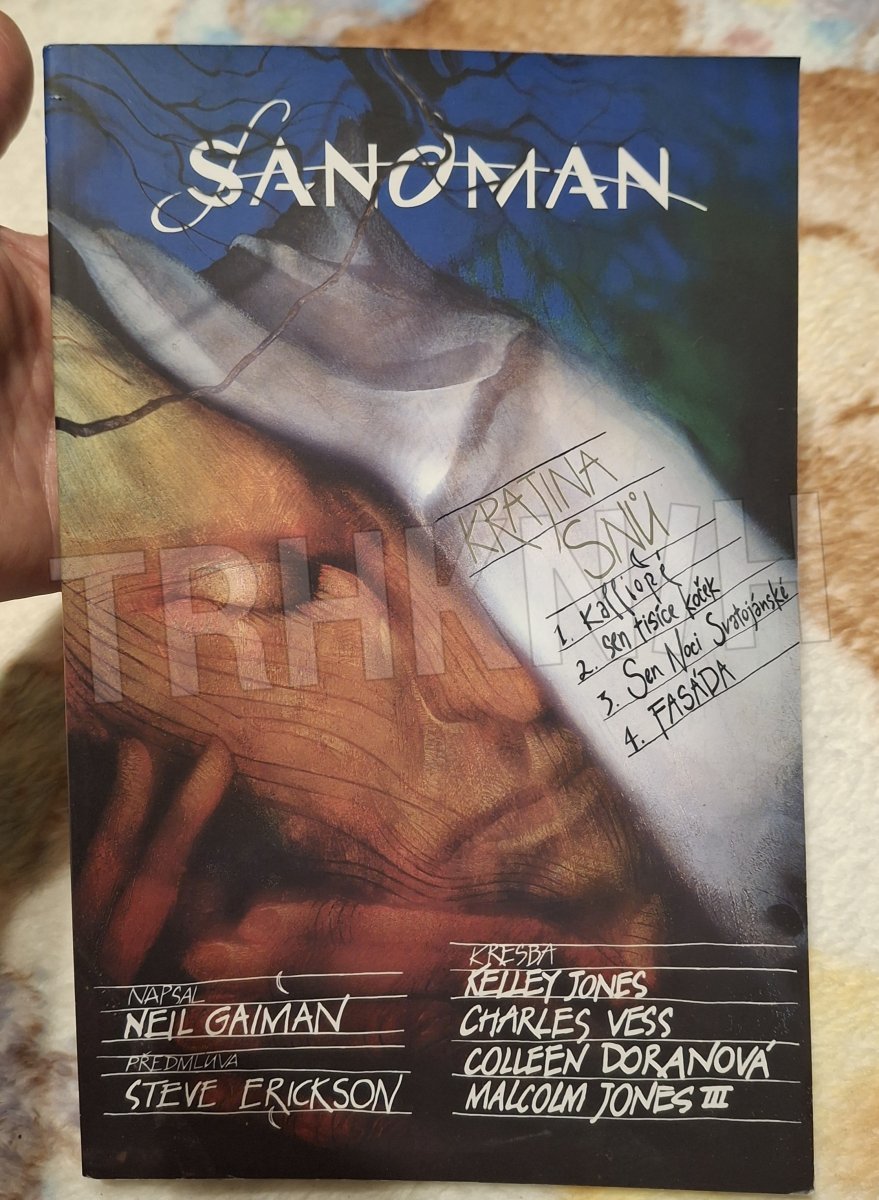 SANDMAN
KRAJINA
SNŮ
1. Kalliopé
2. sen tisíce koček
3. Sen Noci Svatojánské
4. FASÁDA
NAPSAL
NEIL GAIMAN
PŘEDMLUVA
STEVE ERICKSON
KRESBA
KELLEY JONES
CHARLES VESS
COLLEEN DORANOVÁ
MALCOLM JONES III
TRHKNIH